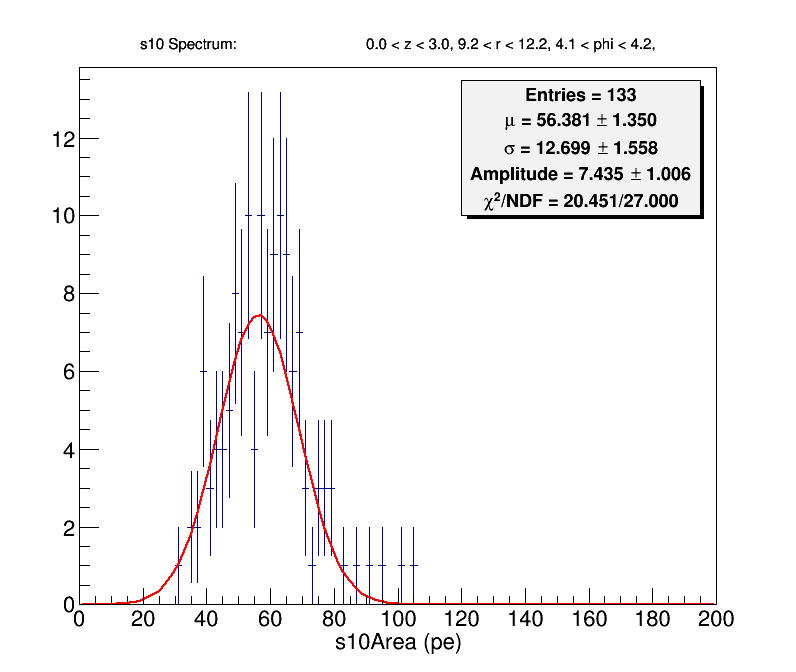 s10 Spectrum: 0.0 < z < 3.0, 9.2 < r < 12.2, 4.1 < phi < 4.2,
Entries = 133
μ = 56.381 ± 1.350
σ = 12.699 ± 1.558
Amplitude = 7.435 ± 1.006
χ²/NDF = 20.451/27.000
12
10
8
6
4
2
0
0 20 40 60 80 100 120 140 160 180 200
s10Area (pe)